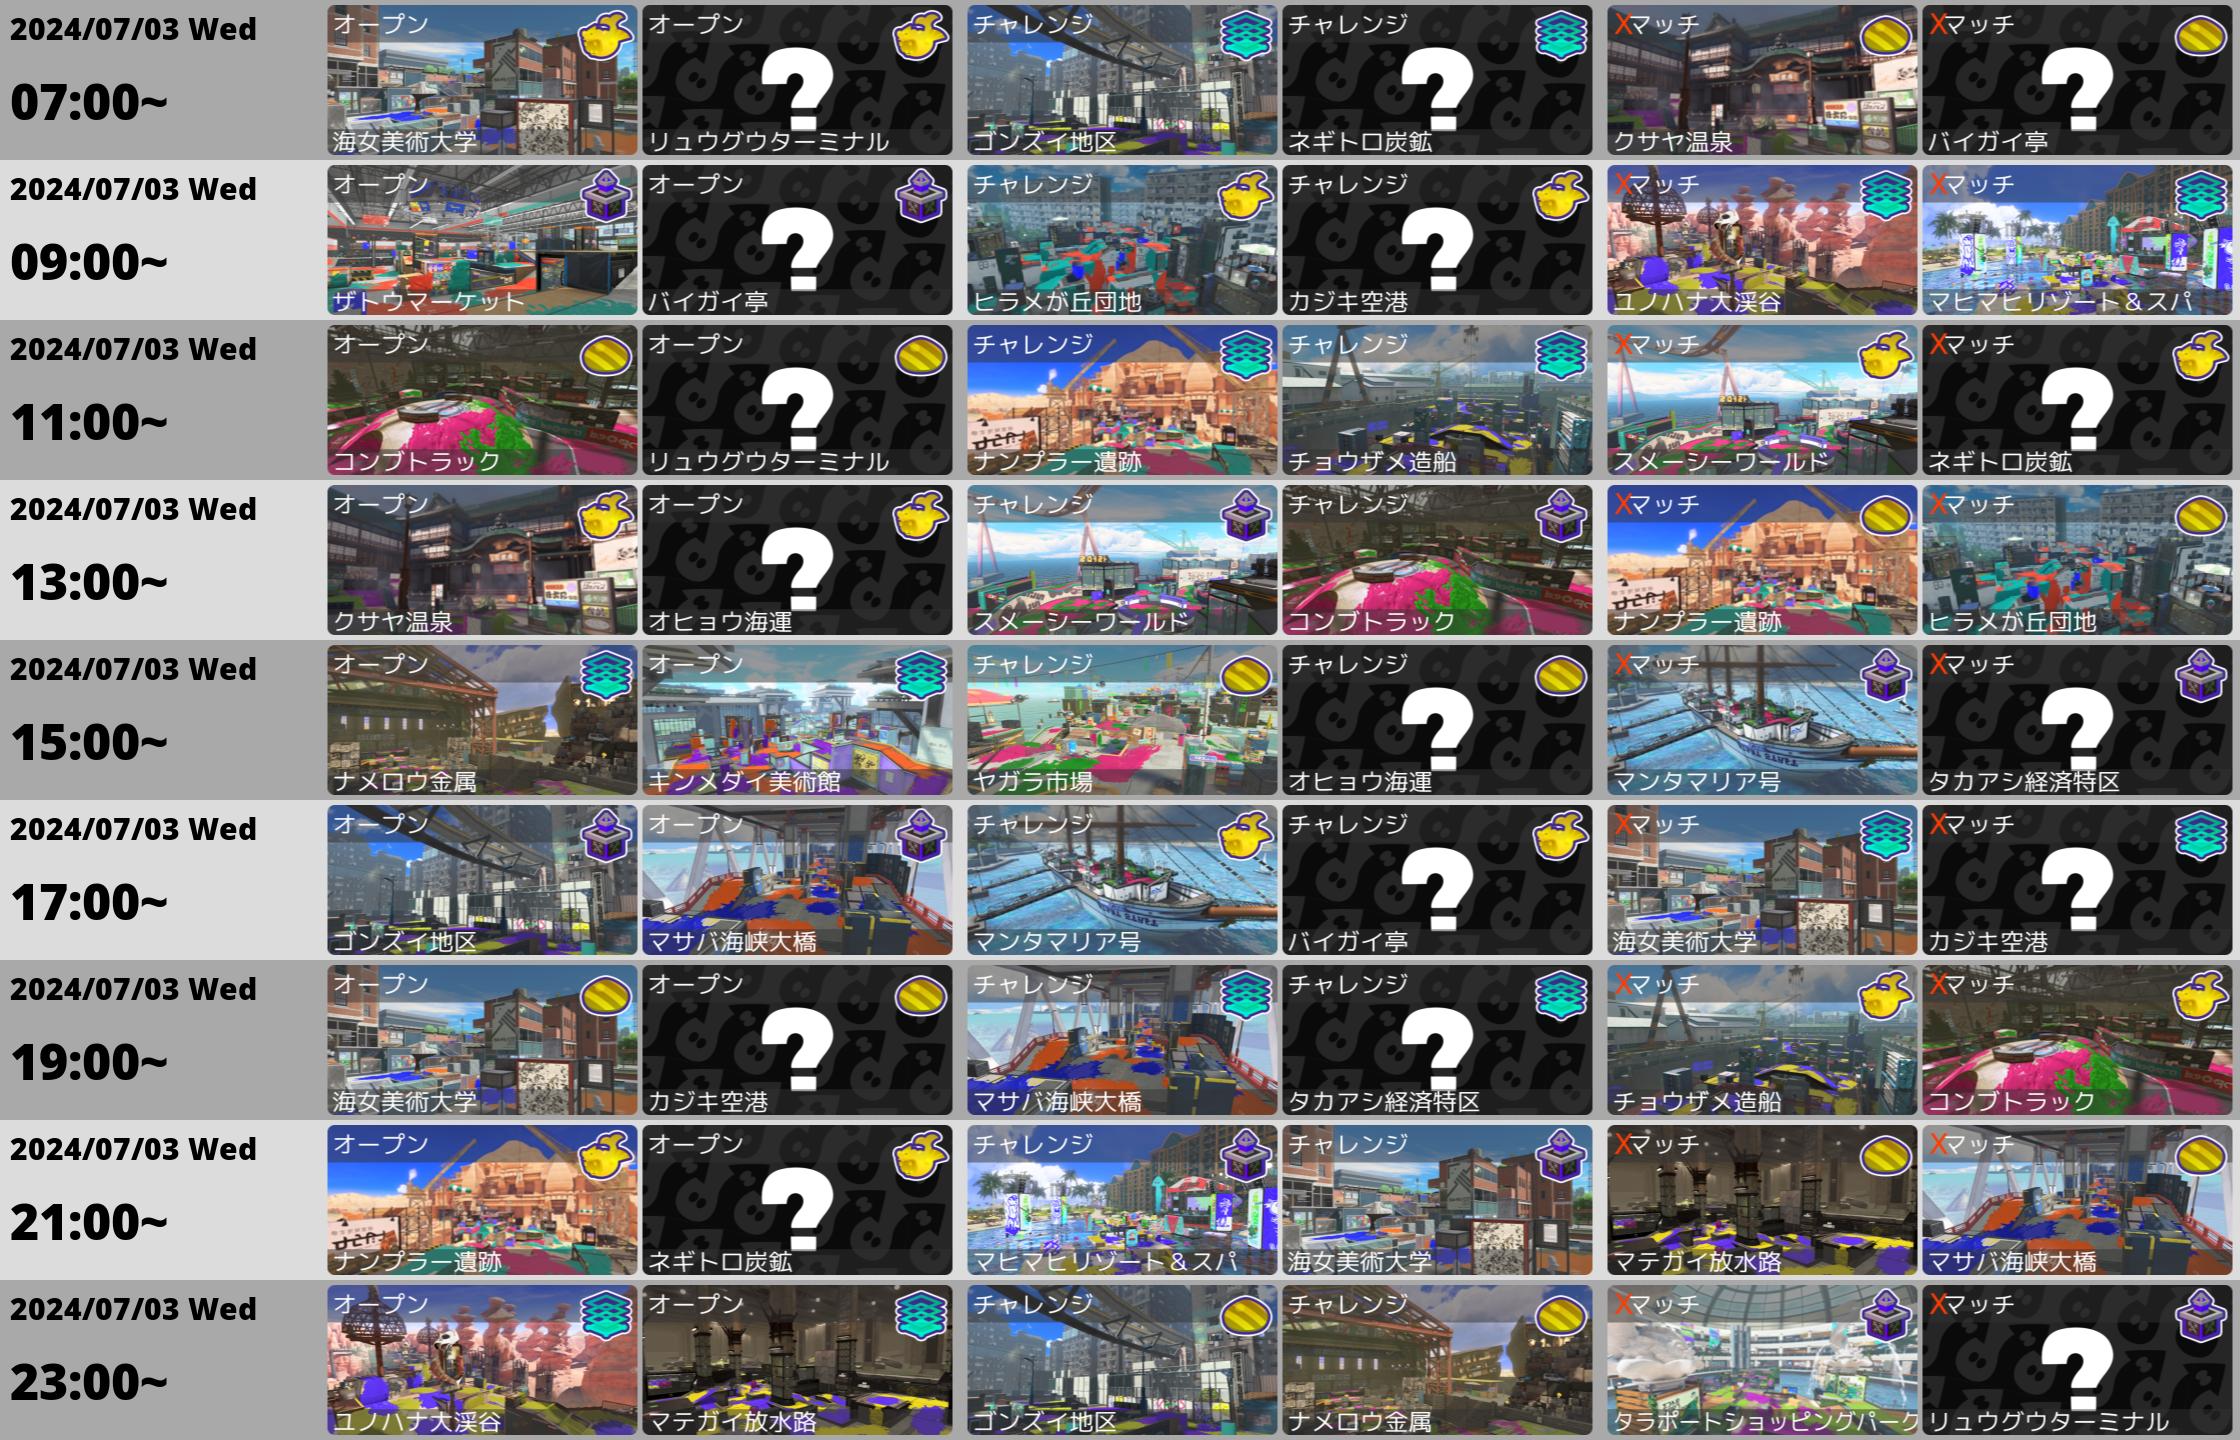 2024/07/03 Wed
07:00~
オープン
海女美術大学
オープン
リュウグウターミナル
チャレンジ
ゴンズイ地区
チャレンジ
ネギトロ炭鉱
Xマッチ
クサヤ温泉
Xマッチ
バイガイ亭
2024/07/03 Wed
09:00~
オープン
ザトウマーケット
オープン
バイガイ亭
チャレンジ
ヒラメが丘団地
チャレンジ
カジキ空港
Xマッチ
ユノハナ大渓谷
Xマッチ
マヒマヒリゾート＆スパ
2024/07/03 Wed
11:00~
オープン
コンブトラック
オープン
リュウグウターミナル
チャレンジ
ナンプラー遺跡
チャレンジ
チョウザメ造船
Xマッチ
スメーシーワールド
Xマッチ
ネギトロ炭鉱
2024/07/03 Wed
13:00~
オープン
クサヤ温泉
オープン
オヒョウ海運
チャレンジ
スメーシーワールド
チャレンジ
コンブトラック
Xマッチ
ナンプラー遺跡
Xマッチ
ヒラメが丘団地
2024/07/03 Wed
15:00~
オープン
ナメロウ金属
オープン
キンメダイ美術館
チャレンジ
ヤガラ市場
チャレンジ
オヒョウ海運
Xマッチ
マンタマリア号
Xマッチ
タカアシ経済特区
2024/07/03 Wed
17:00~
オープン
ゴンズイ地区
オープン
マサバ海峡大橋
チャレンジ
マンタマリア号
チャレンジ
バイガイ亭
Xマッチ
海女美術大学
Xマッチ
カジキ空港
2024/07/03 Wed
19:00~
オープン
海女美術大学
オープン
カジキ空港
チャレンジ
マサバ海峡大橋
チャレンジ
タカアシ経済特区
Xマッチ
チョウザメ造船
Xマッチ
コンブトラック
2024/07/03 Wed
21:00~
オープン
ナンプラー遺跡
オープン
ネギトロ炭鉱
チャレンジ
マヒマヒリゾート＆スパ
チャレンジ
海女美術大学
Xマッチ
マテガイ放水路
Xマッチ
マサバ海峡大橋
2024/07/03 Wed
23:00~
オープン
ユノハナ大渓谷
オープン
マテガイ放水路
チャレンジ
ゴンズイ地区
チャレンジ
ナメロウ金属
Xマッチ
タラポートショッピングパーク
Xマッチ
リュウグウターミナル